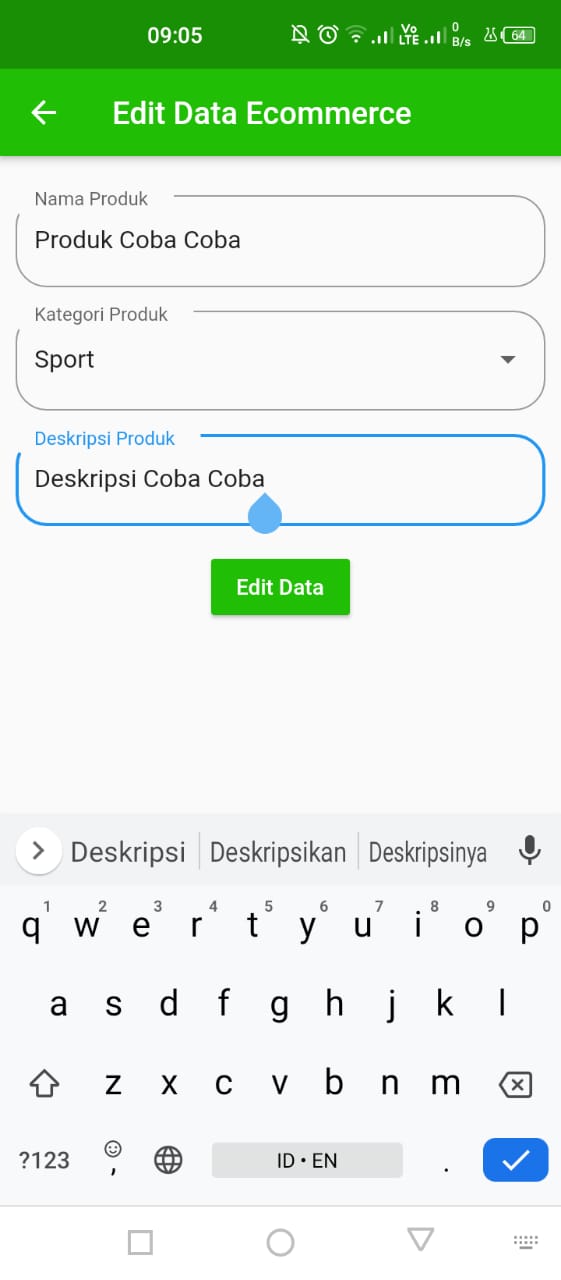 09:05
Vo
LTE
0
B/s
64
Edit Data Ecommerce
Nama Produk
Produk Coba Coba
Kategori Produk
Sport
Deskripsi Produk
Deskripsi Coba Coba
Edit Data
Deskripsi Deskripsikan Deskripsinya
1 2 3 4 5 6 7 8 9 0
q w e r t y u i o p
a s d f g h j k l
z x c v b n m
?123 , ID • EN .